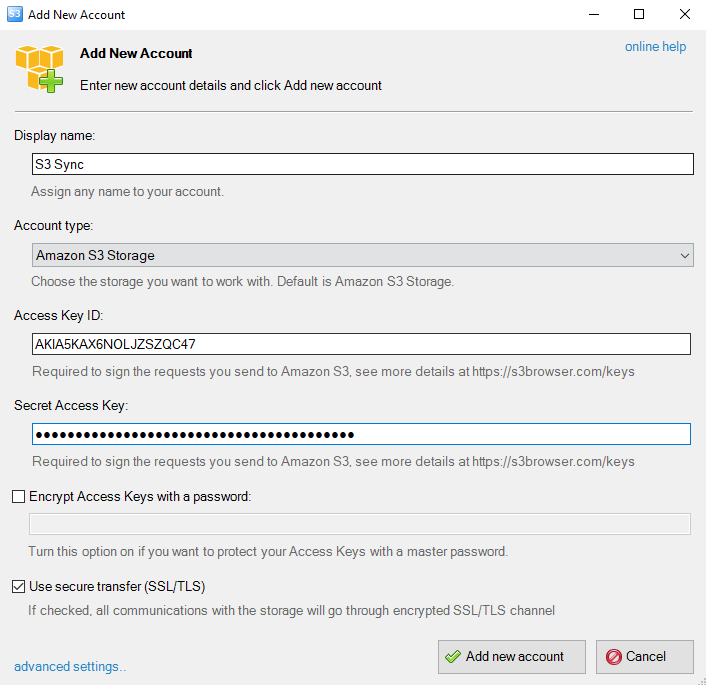 S3 Add New Account
Add New Account
online help
Enter new account details and click Add new account
Display name:
S3 Sync
Assign any name to your account.
Account type:
Amazon S3 Storage
Choose the storage you want to work with. Default is Amazon S3 Storage.
Access Key ID:
AKIA5KAX6NOLJZSZQC47
Required to sign the requests you send to Amazon S3, see more details at https://s3browser.com/keys
Secret Access Key:
●●●●●●●●●●●●●●●●●●●●●●●●●●●●●●●●●●●●●●●●
Required to sign the requests you send to Amazon S3, see more details at https://s3browser.com/keys
Encrypt Access Keys with a password:
Turn this option on if you want to protect your Access Keys with a master password.
Use secure transfer (SSL/TLS)
If checked, all communications with the storage will go through encrypted SSL/TLS channel
advanced settings..
Add new account
Cancel